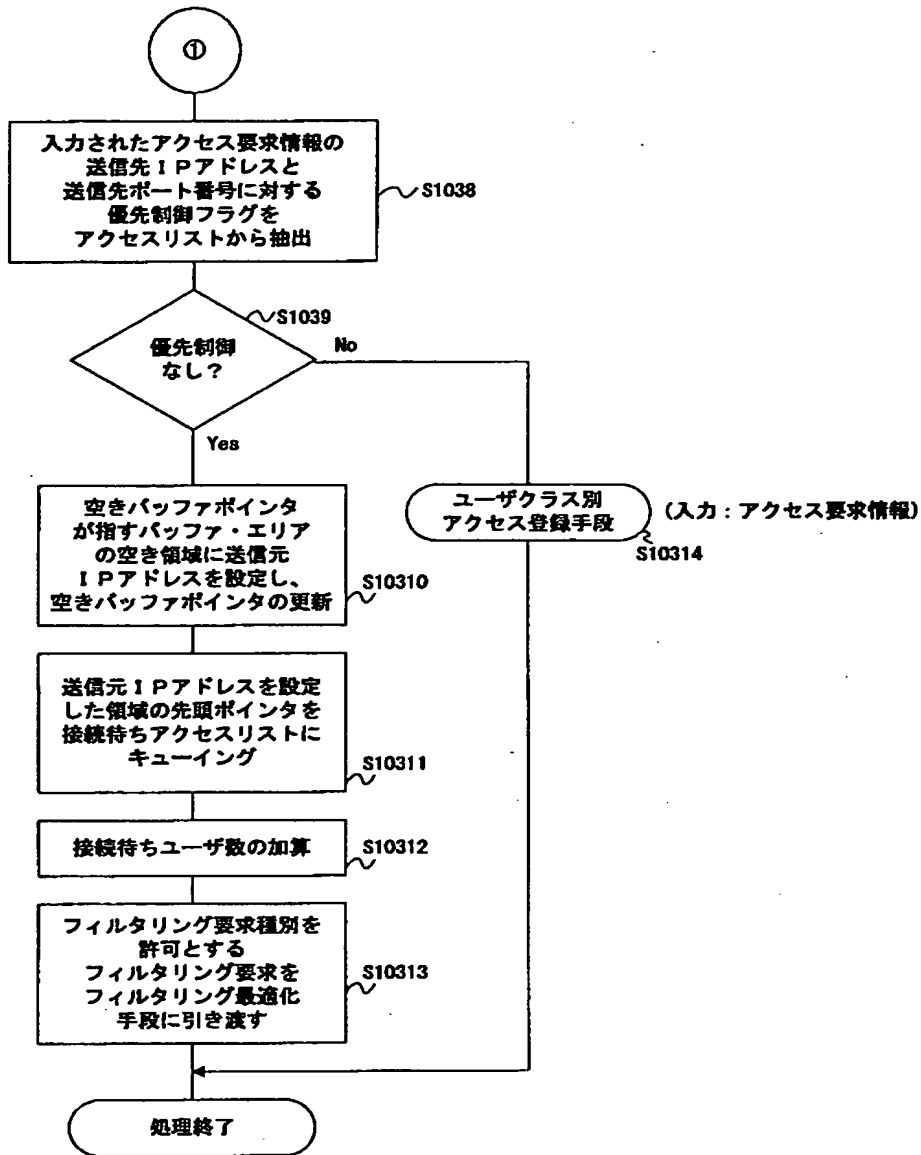 ①
入力されたアクセス要求情報の
送信先IPアドレスと
送信先ポート番号に対する
優先制御フラグを
アクセスリストから抽出
S1038
S1039
優先制御
なし?
No
Yes
空きバッファポインタ
が指すバッファ・エリア
の空き領域に送信元
IPアドレスを設定し、
空きバッファポインタの更新
S10310
ユーザクラス別
アクセス登録手段
(入力:アクセス要求情報)
S10314
送信元IPアドレスを設定
した領域の先頭ポインタを
接続待ちアクセスリストに
キューイング
S10311
接続待ちユーザ数の加算
S10312
フィルタリング要求種別を
許可とする
フィルタリング要求を
フィルタリング最適化
手段に引き渡す
S10313
処理終了